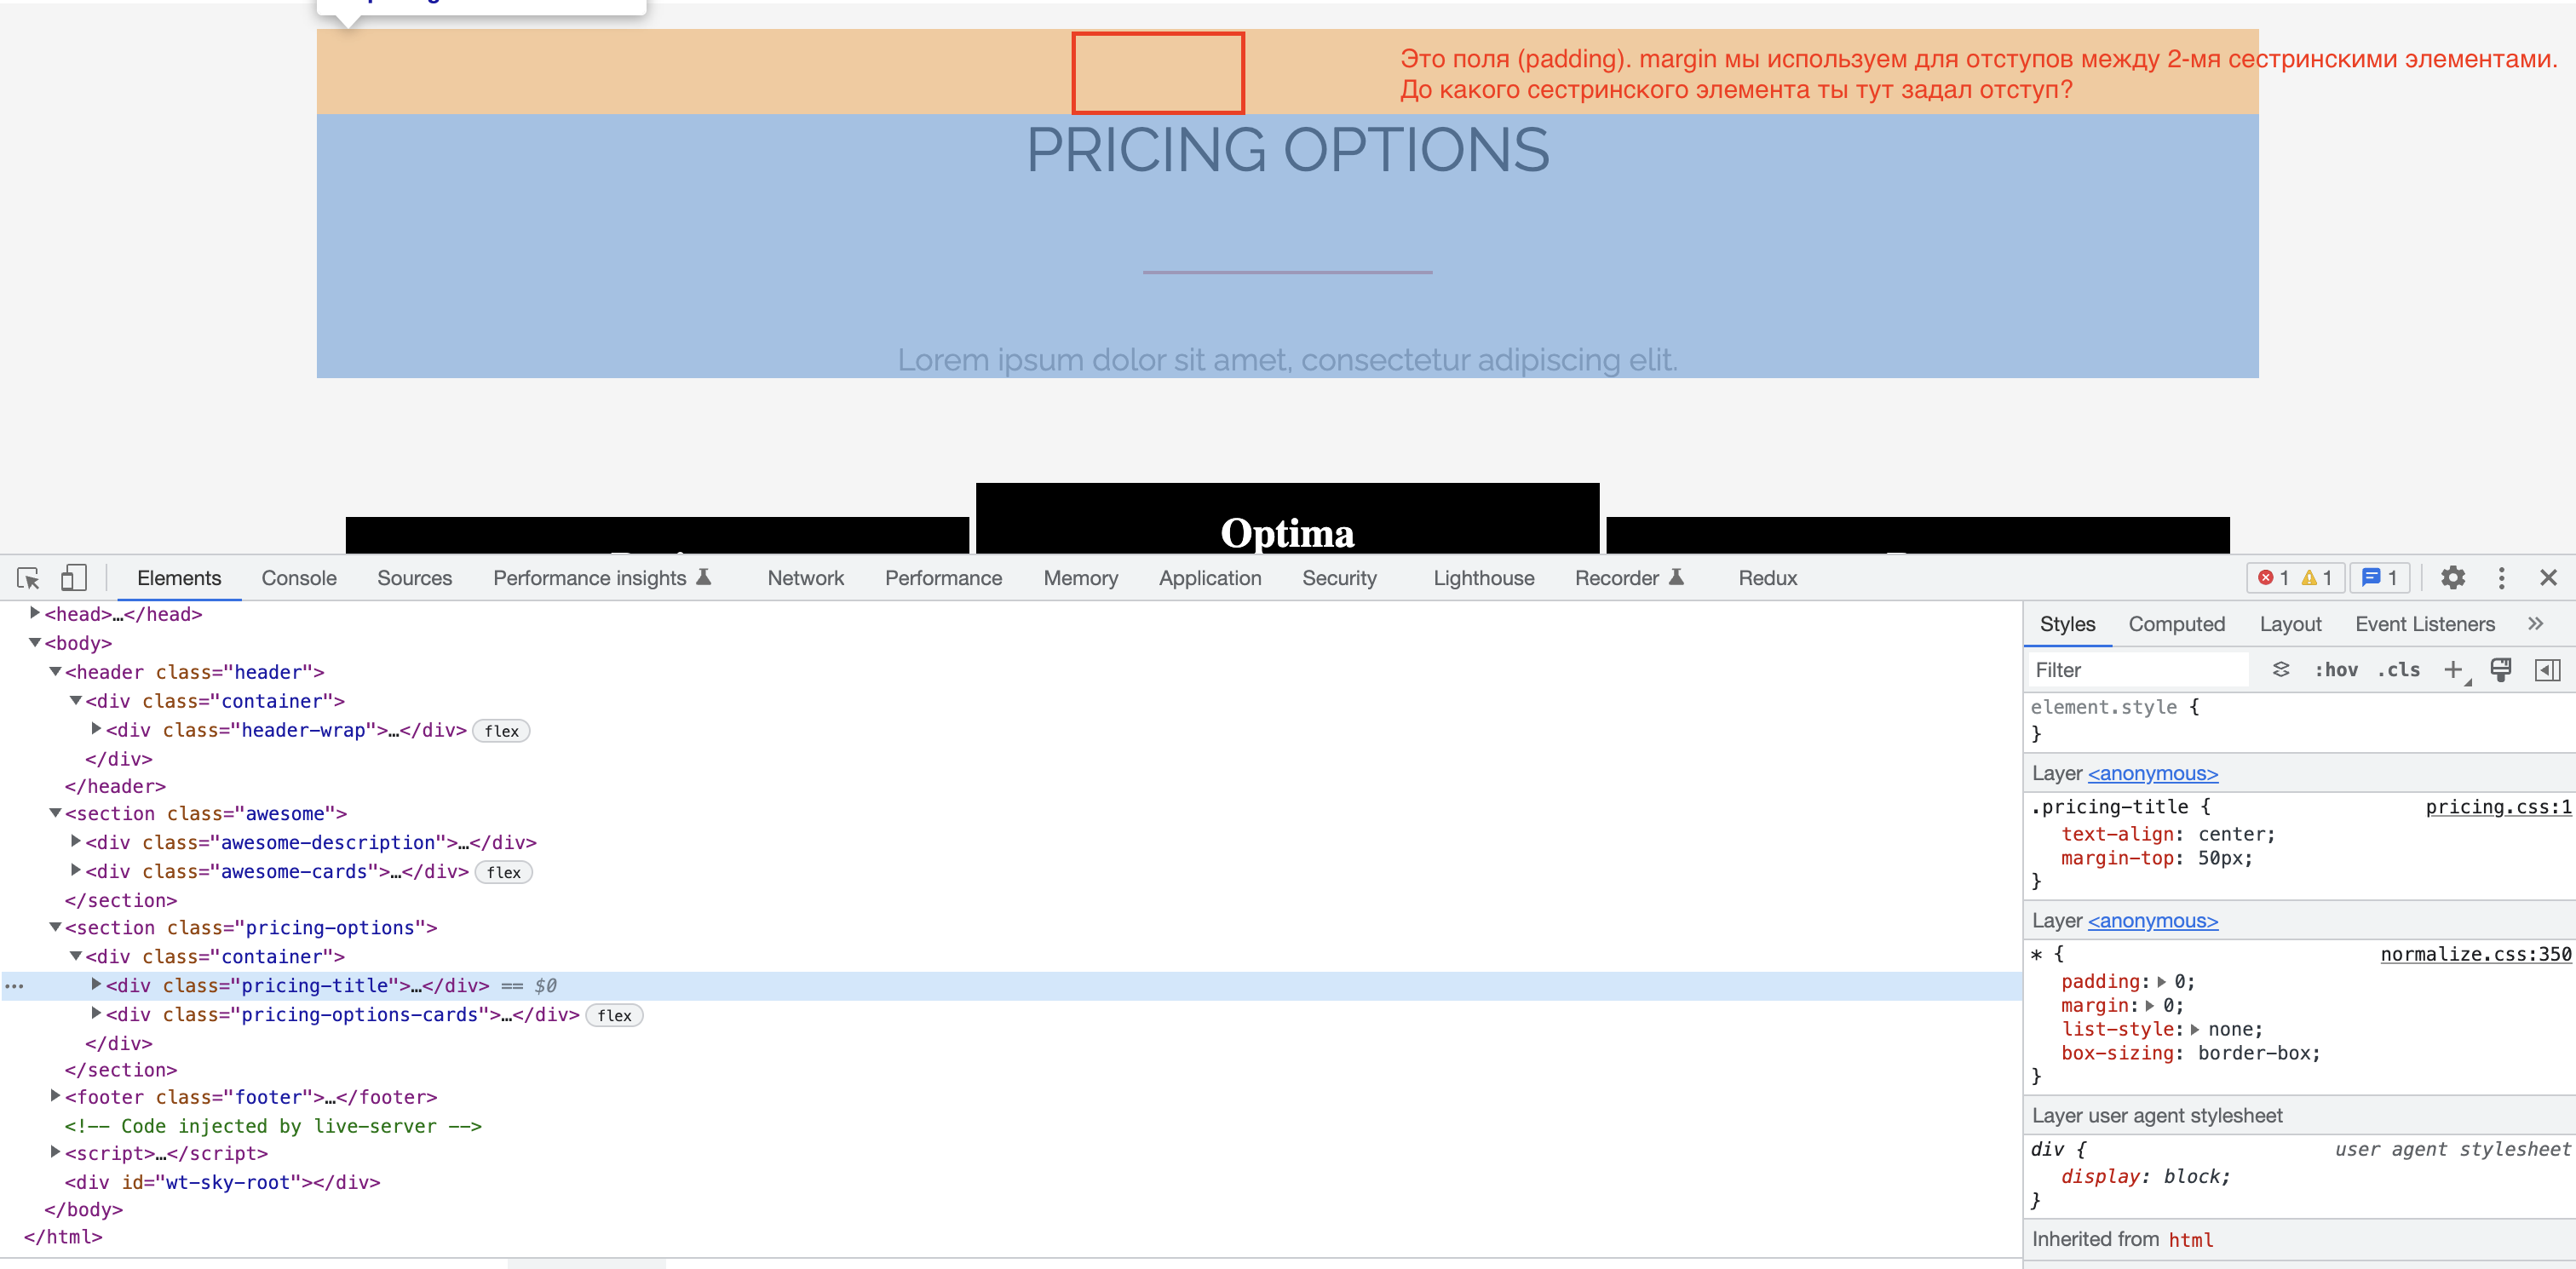 Это поля (padding). margin мы используем для отступов между 2-мя сестринскими элементами.
До какого сестринского элемента ты тут задал отступ?
PRICING OPTIONS
Lorem ipsum dolor sit amet, consectetur adipiscing elit.
Optima
Elements Console Sources Performance insights Network Performance Memory Application Security Lighthouse Recorder Redux 1 1 1
<head>…</head>
<body>
<header class="header">
<div class="container">
<div class="header-wrap">…</div> flex
</div>
</header>
<section class="awesome">
<div class="awesome-description">…</div>
<div class="awesome-cards">…</div> flex
</section>
<section class="pricing-options">
<div class="container">
… <div class="pricing-title">…</div> == $0
<div class="pricing-options-cards">…</div> flex
</div>
</section>
<footer class="footer">…</footer>
<!-- Code injected by live-server -->
<script>…</script>
<div id="wt-sky-root"></div>
</body>
</html>
Styles Computed Layout Event Listeners »
Filter :hov .cls +
element.style {
}
Layer <anonymous>
.pricing-title { pricing.css:1
text-align: center;
margin-top: 50px;
}
Layer <anonymous>
* { normalize.css:350
padding: 0;
margin: 0;
list-style: none;
box-sizing: border-box;
}
Layer user agent stylesheet
div { user agent stylesheet
display: block;
}
Inherited from html